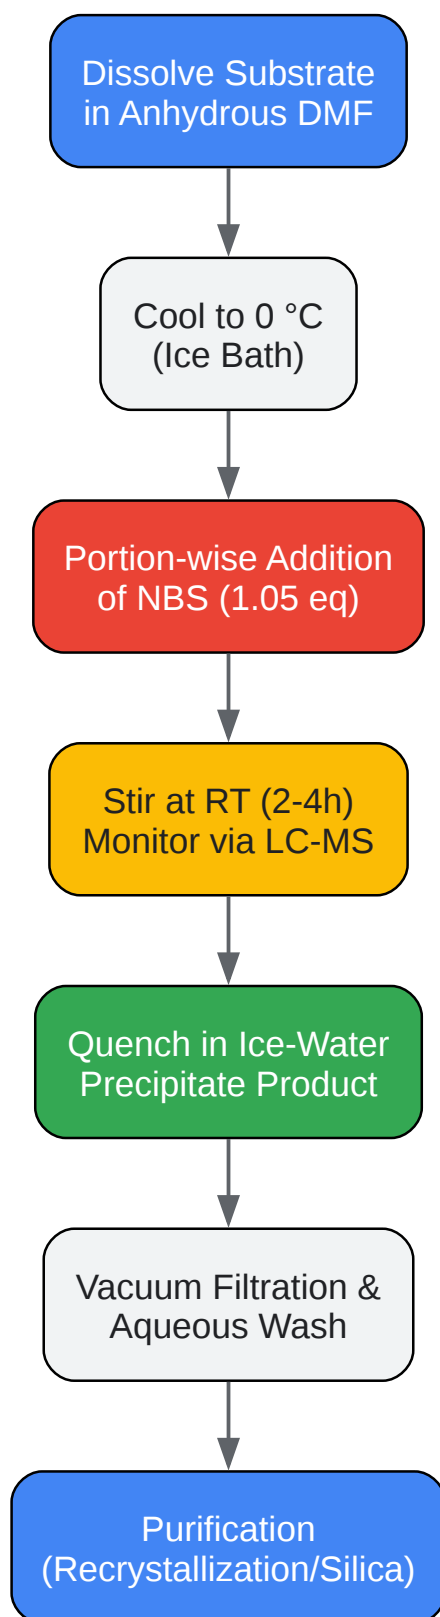 Dissolve Substrate
in Anhydrous DMF
Cool to 0 °C
(Ice Bath)
Portion-wise Addition
of NBS (1.05 eq)
Stir at RT (2-4h)
Monitor via LC-MS
Quench in Ice-Water
Precipitate Product
Vacuum Filtration &
Aqueous Wash
Purification
(Recrystallization/Silica)